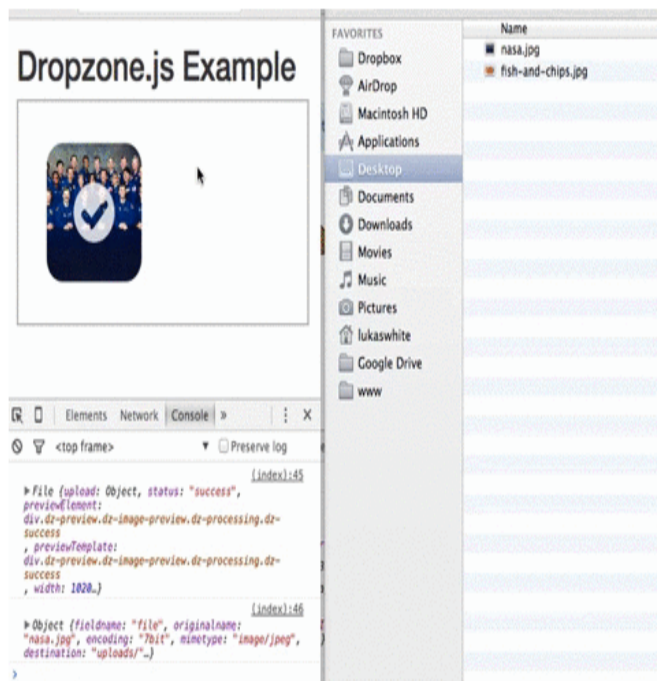 Dropzone.js Example
Elements Network Console »
<top frame> ▼ Preserve log
(index):45
▶ File {upload: Object, status: "success",
previewElement:
div.dz-preview.dz-image-preview.dz-processing.dz-
success
, previewTemplate:
div.dz-preview.dz-image-preview.dz-processing.dz-
success
, width: 1020…}
(index):46
▶ Object {fieldname: "file", originalname:
"nasa.jpg", encoding: "7bit", mimetype: "image/jpeg",
destination: "uploads/"…}
FAVORITES
Dropbox
AirDrop
Macintosh HD
Applications
Desktop
Documents
Downloads
Movies
Music
Pictures
lukaswhite
Google Drive
www
Name
nasa.jpg
fish-and-chips.jpg